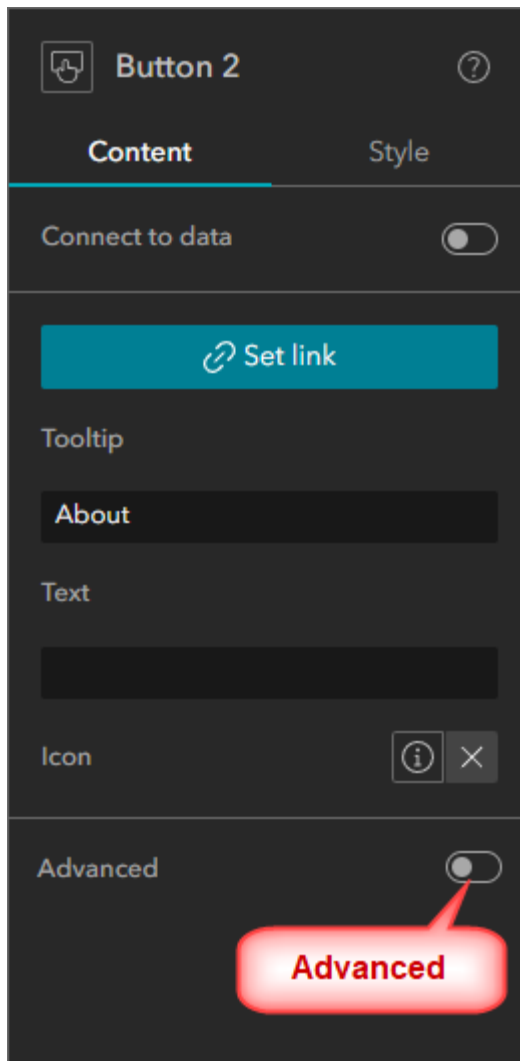 Button 2
Content Style
Connect to data
Set link
Tooltip
About
Text
Icon
Advanced
Advanced